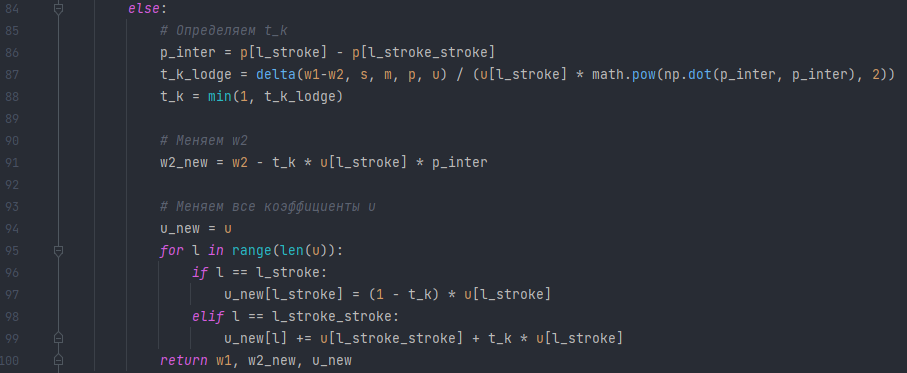 84 else:
85 # Определяем t_k
86 p_inter = p[l_stroke] - p[l_stroke_stroke]
87 t_k_lodge = delta(w1-w2, s, m, p, u) / (u[l_stroke] * math.pow(np.dot(p_inter, p_inter), 2))
88 t_k = min(1, t_k_lodge)
89
90 # Меняем w2
91 w2_new = w2 - t_k * u[l_stroke] * p_inter
92
93 # Меняем все коэффициенты u
94 u_new = u
95 for l in range(len(u)):
96 if l == l_stroke:
97 u_new[l_stroke] = (1 - t_k) * u[l_stroke]
98 elif l == l_stroke_stroke:
99 u_new[l] += u[l_stroke_stroke] + t_k * u[l_stroke]
100 return w1, w2_new, u_new